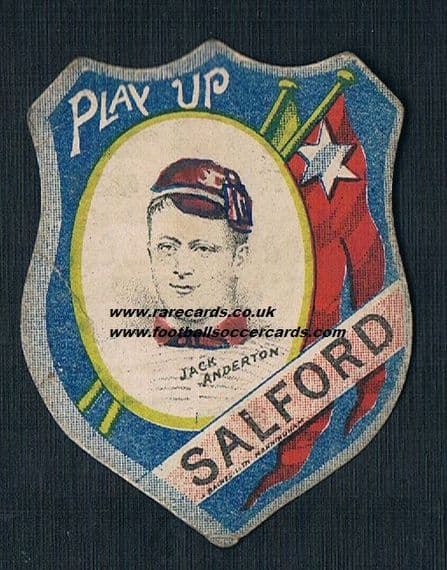 PLAY UP
www.rarecards.co.uk
www.footballsoccercards.com
JACK
ANDERTON
SALFORD